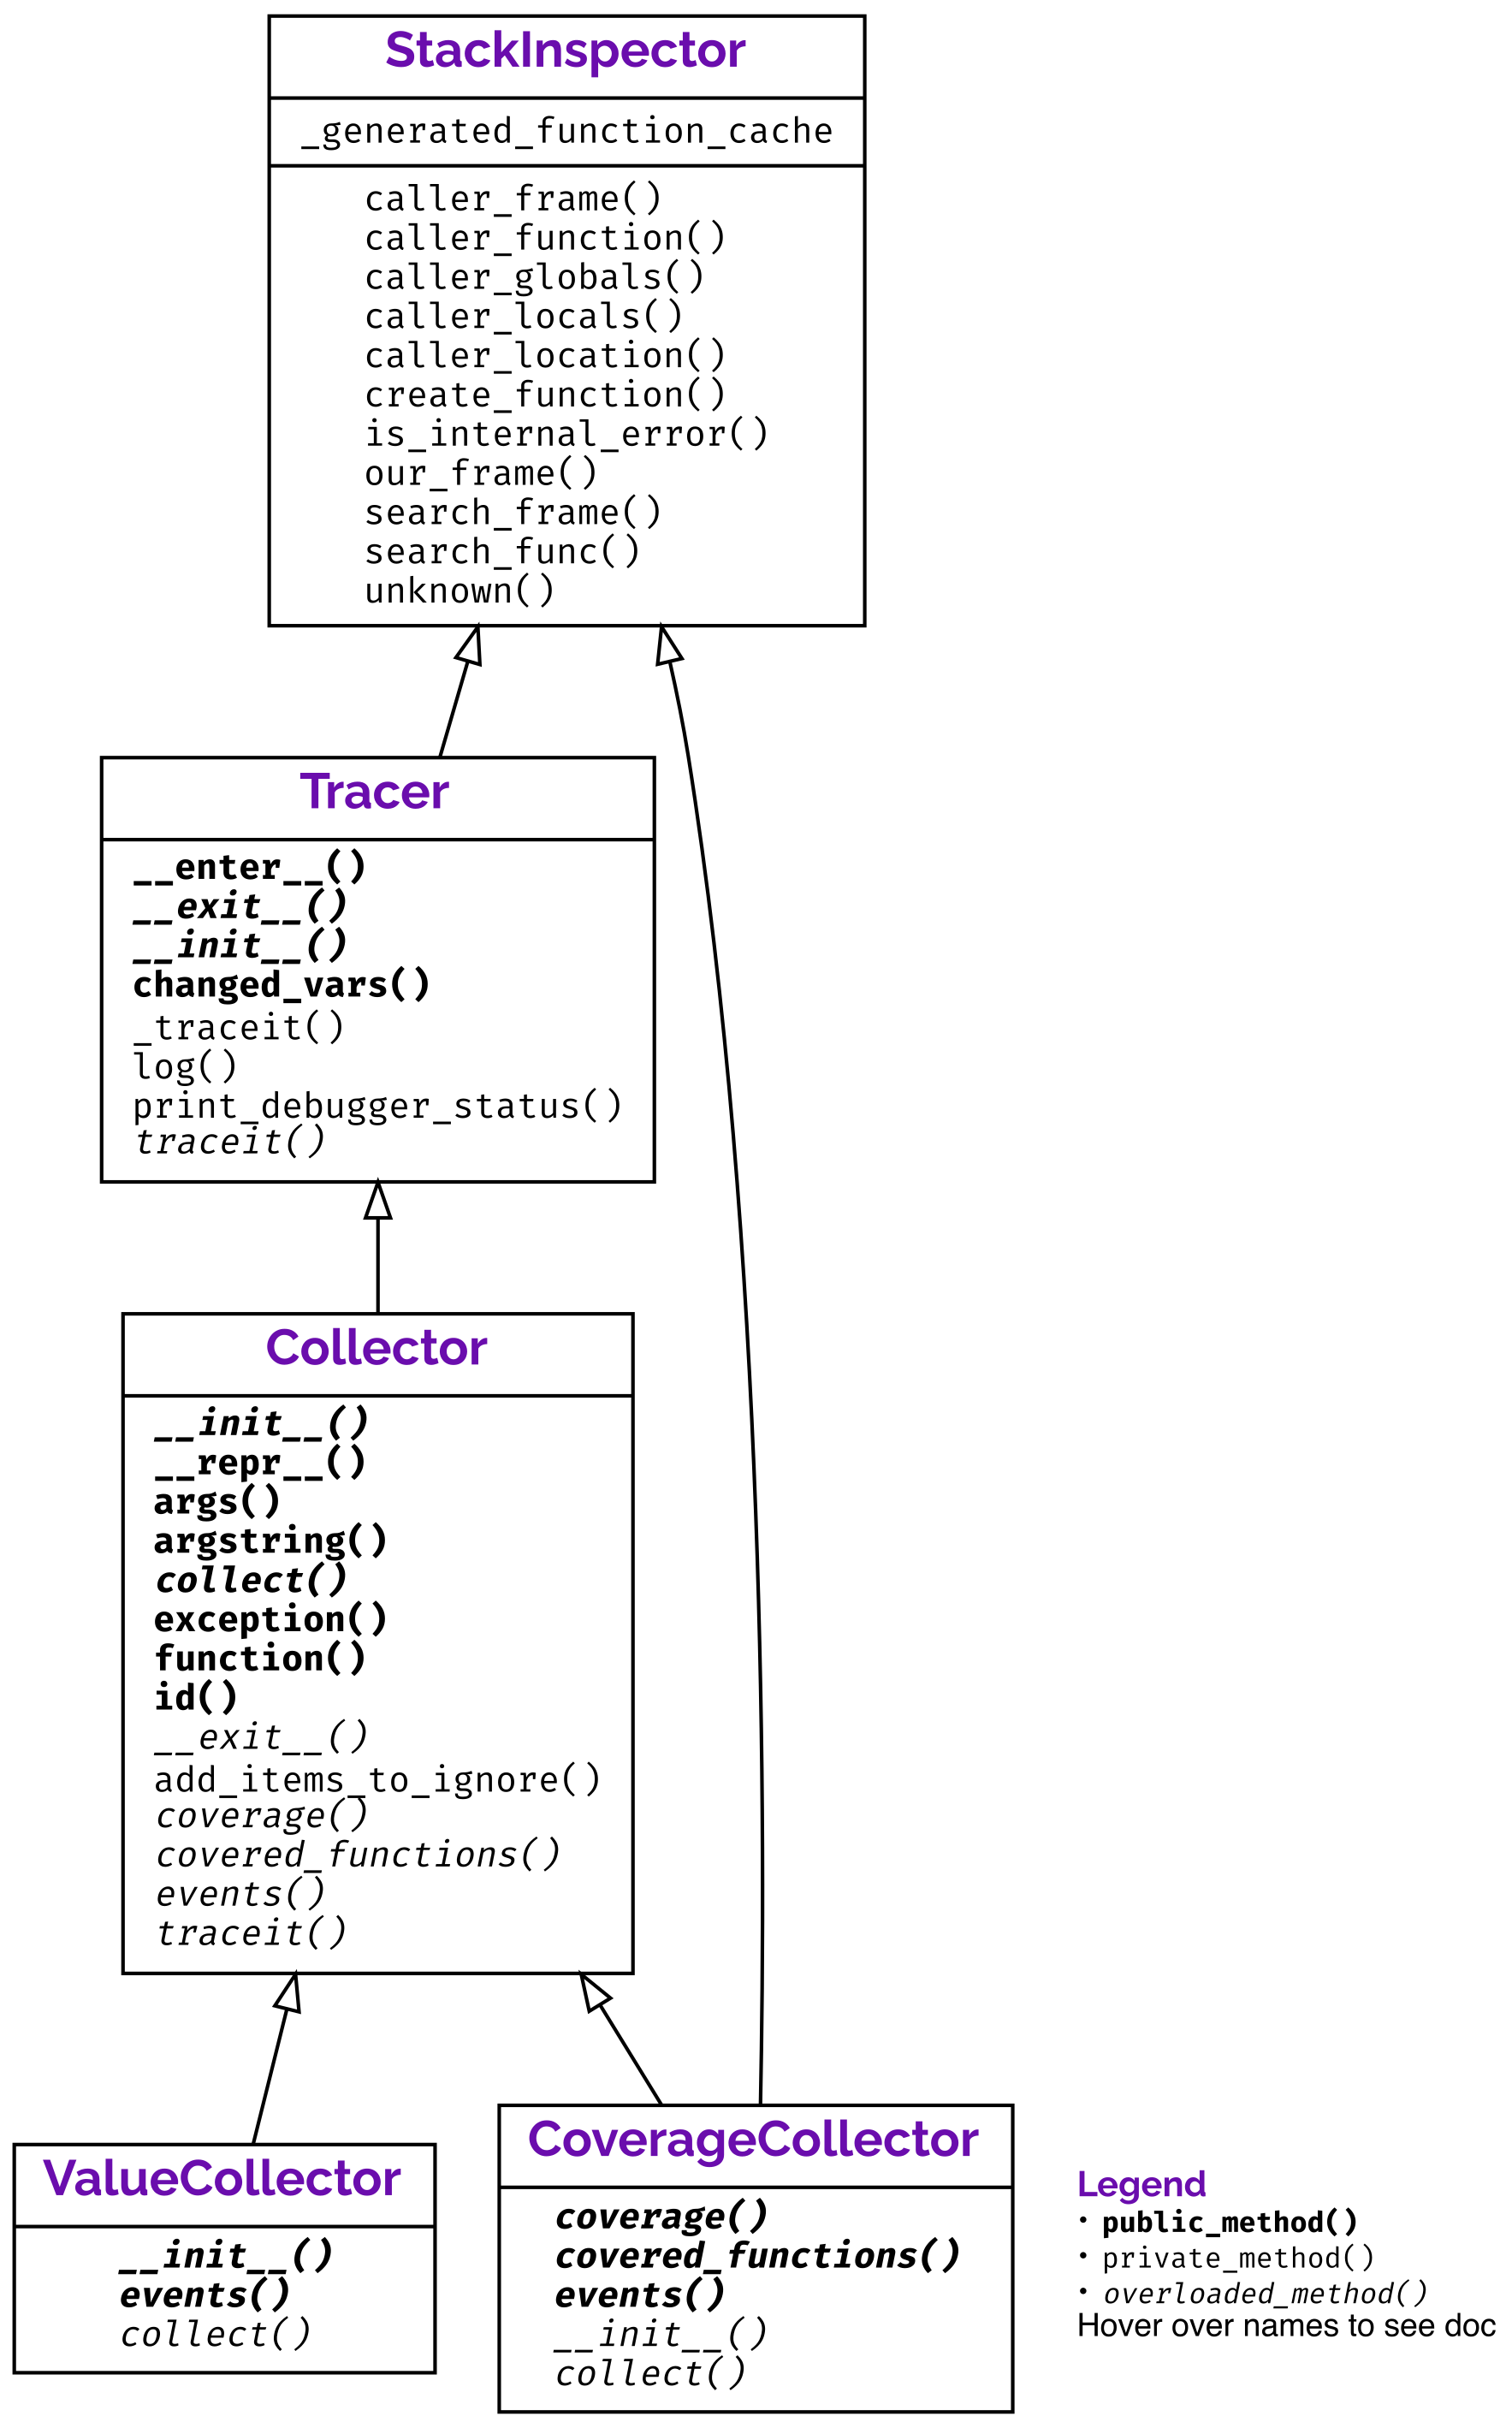 StackInspector
_generated_function_cache
caller_frame()
caller_function()
caller_globals()
caller_locals()
caller_location()
create_function()
is_internal_error()
our_frame()
search_frame()
search_func()
unknown()
Tracer
__enter__()
__exit__()
__init__()
changed_vars()
_traceit()
log()
print_debugger_status()
traceit()
Collector
__init__()
__repr__()
args()
argstring()
collect()
exception()
function()
id()
__exit__()
add_items_to_ignore()
coverage()
covered_functions()
events()
traceit()
ValueCollector
__init__()
events()
collect()
CoverageCollector
coverage()
covered_functions()
events()
__init__()
collect()
Legend
• public_method()
• private_method()
• overloaded_method()
Hover over names to see doc